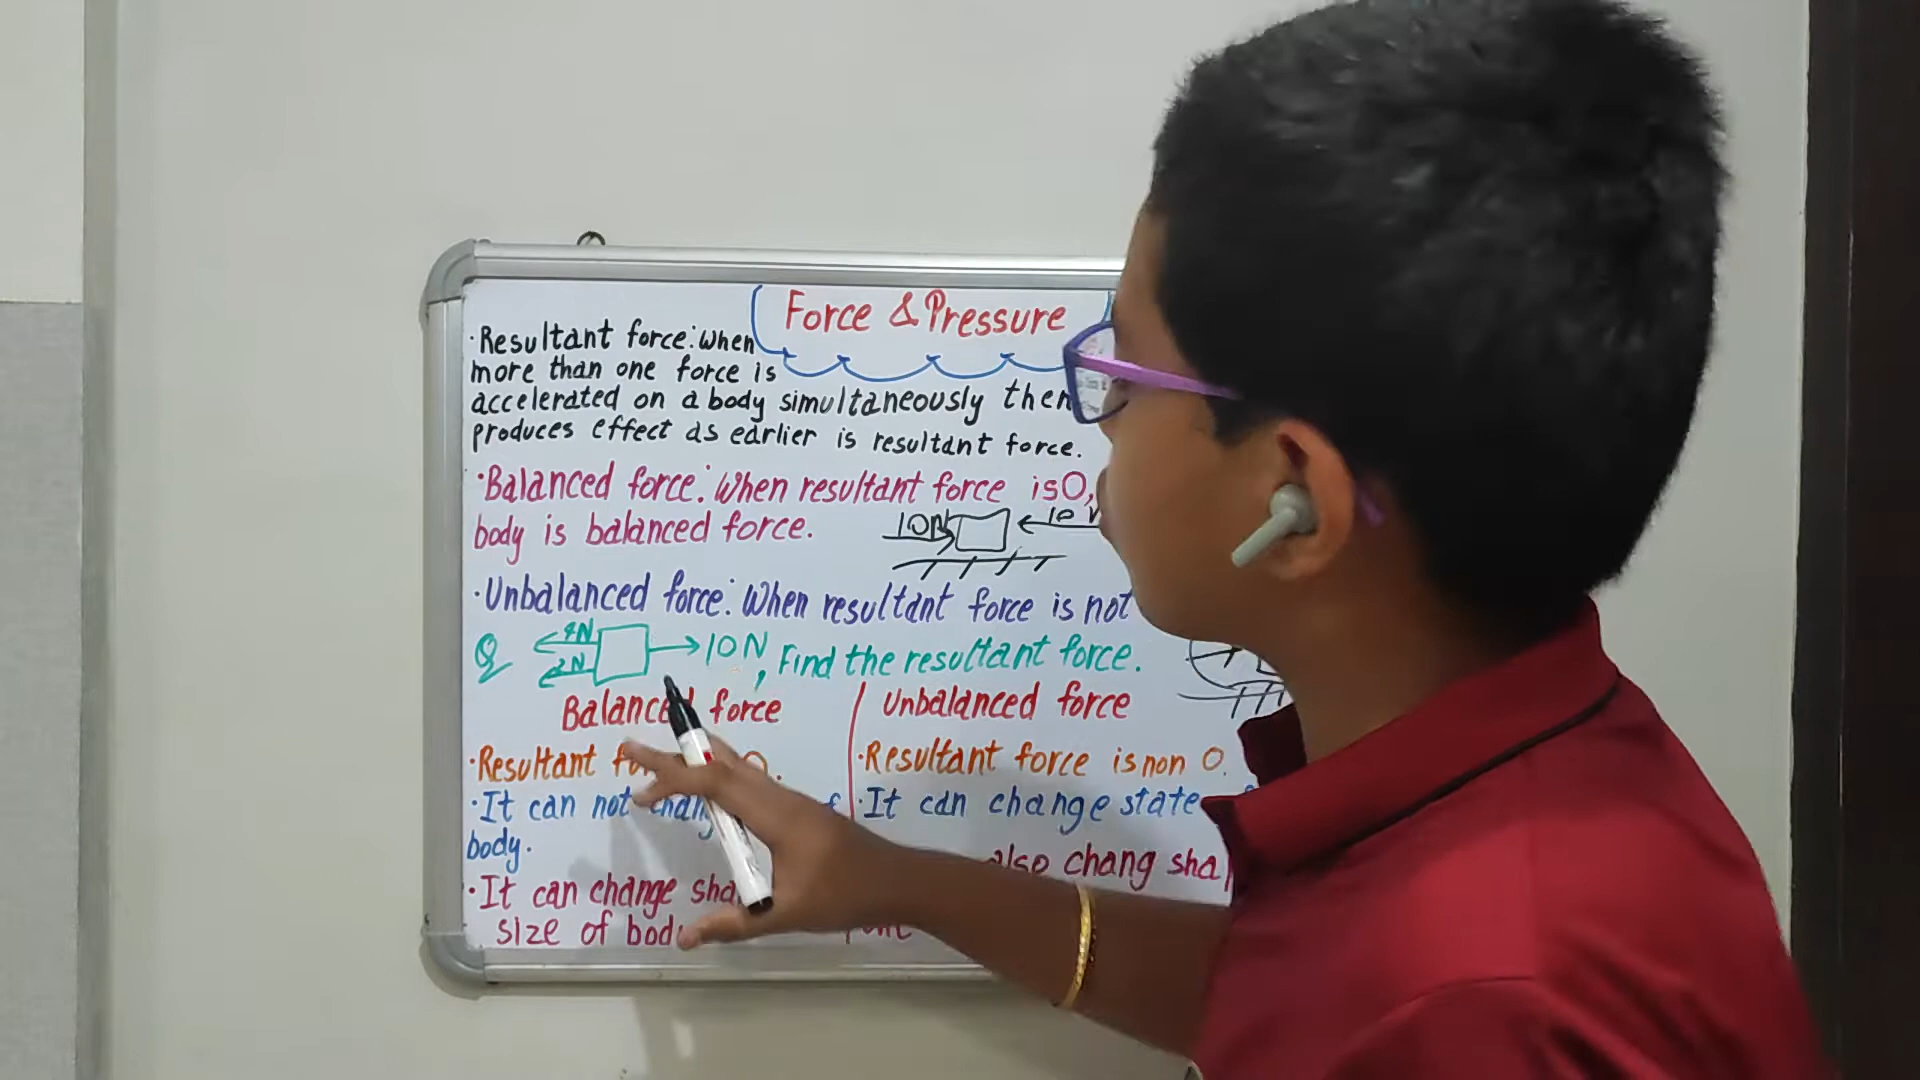 Force & Pressure
·Resultant force: When
more than one force is
accelerated on a body simultaneously then
produces effect as earlier is resultant force.
·Balanced force: When resultant force is 0,
body is balanced force.
10N 10
·Unbalanced force: When resultant force is not
Q 2N 10N, Find the resultant force.
Balanced force
Unbalanced force
·Resultant 0.
·It can not
body.
·It can change
size of
·Resultant force is non 0.
·It can change state
also chang